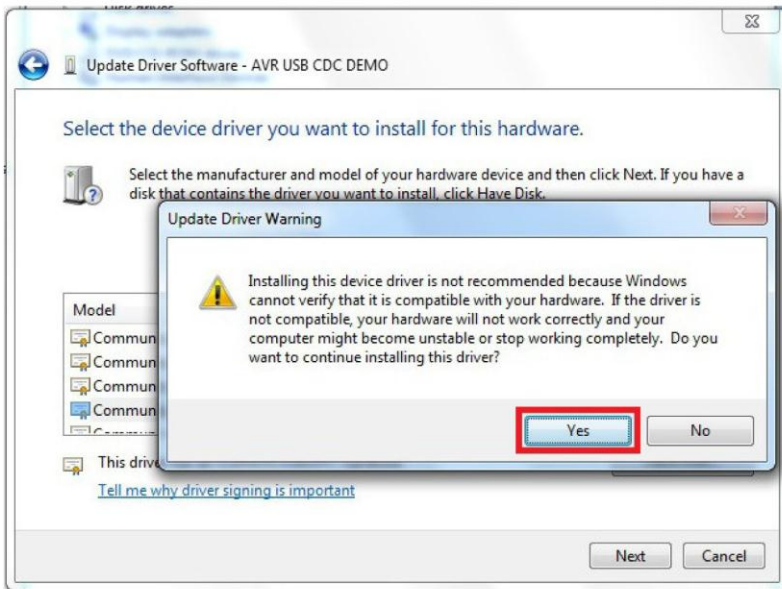 Update Driver Software - AVR USB CDC DEMO
Select the device driver you want to install for this hardware.
Select the manufacturer and model of your hardware device and then click Next. If you have a
disk that contains the driver you want to install, click Have Disk.
Update Driver Warning
Installing this device driver is not recommended because Windows
cannot verify that it is compatible with your hardware. If the driver is
not compatible, your hardware will not work correctly and your
computer might become unstable or stop working completely. Do you
want to continue installing this driver?
Yes
No
Model
Commun
Commun
Commun
Commun
This drive
Tell me why driver signing is important
Next
Cancel